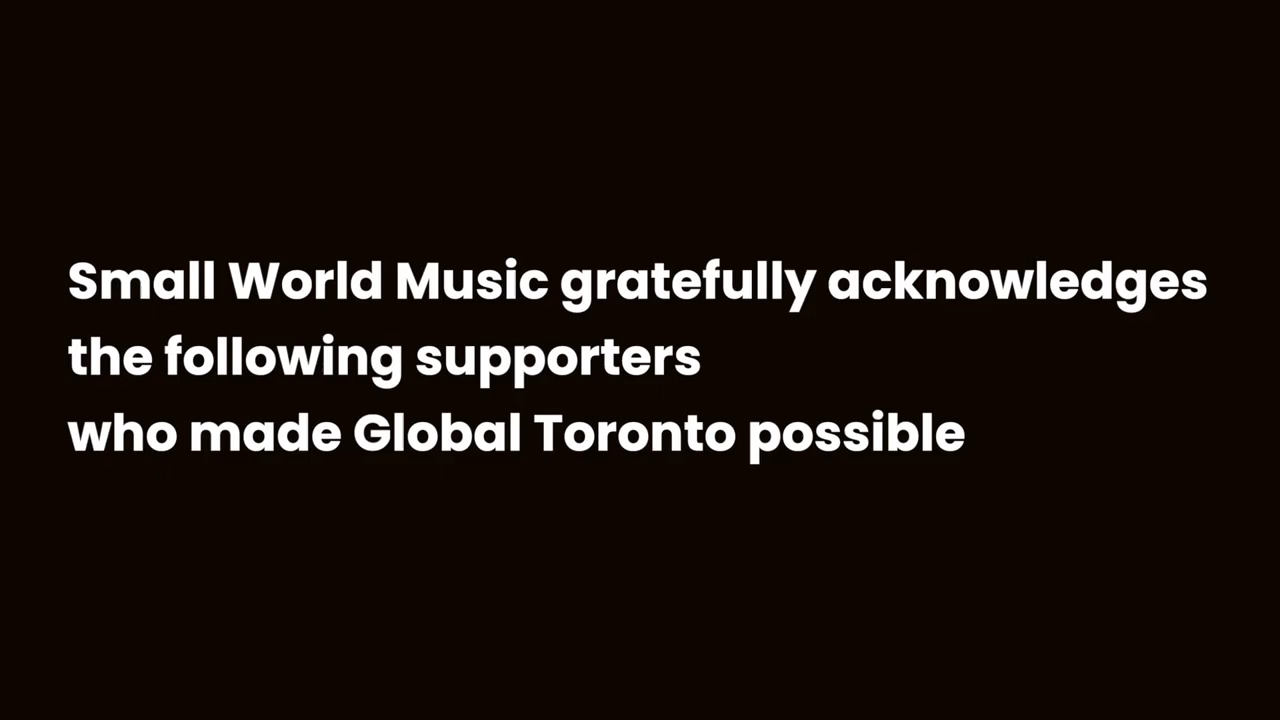 Small World Music gratefully acknowledges
the following supporters
who made Global Toronto possible